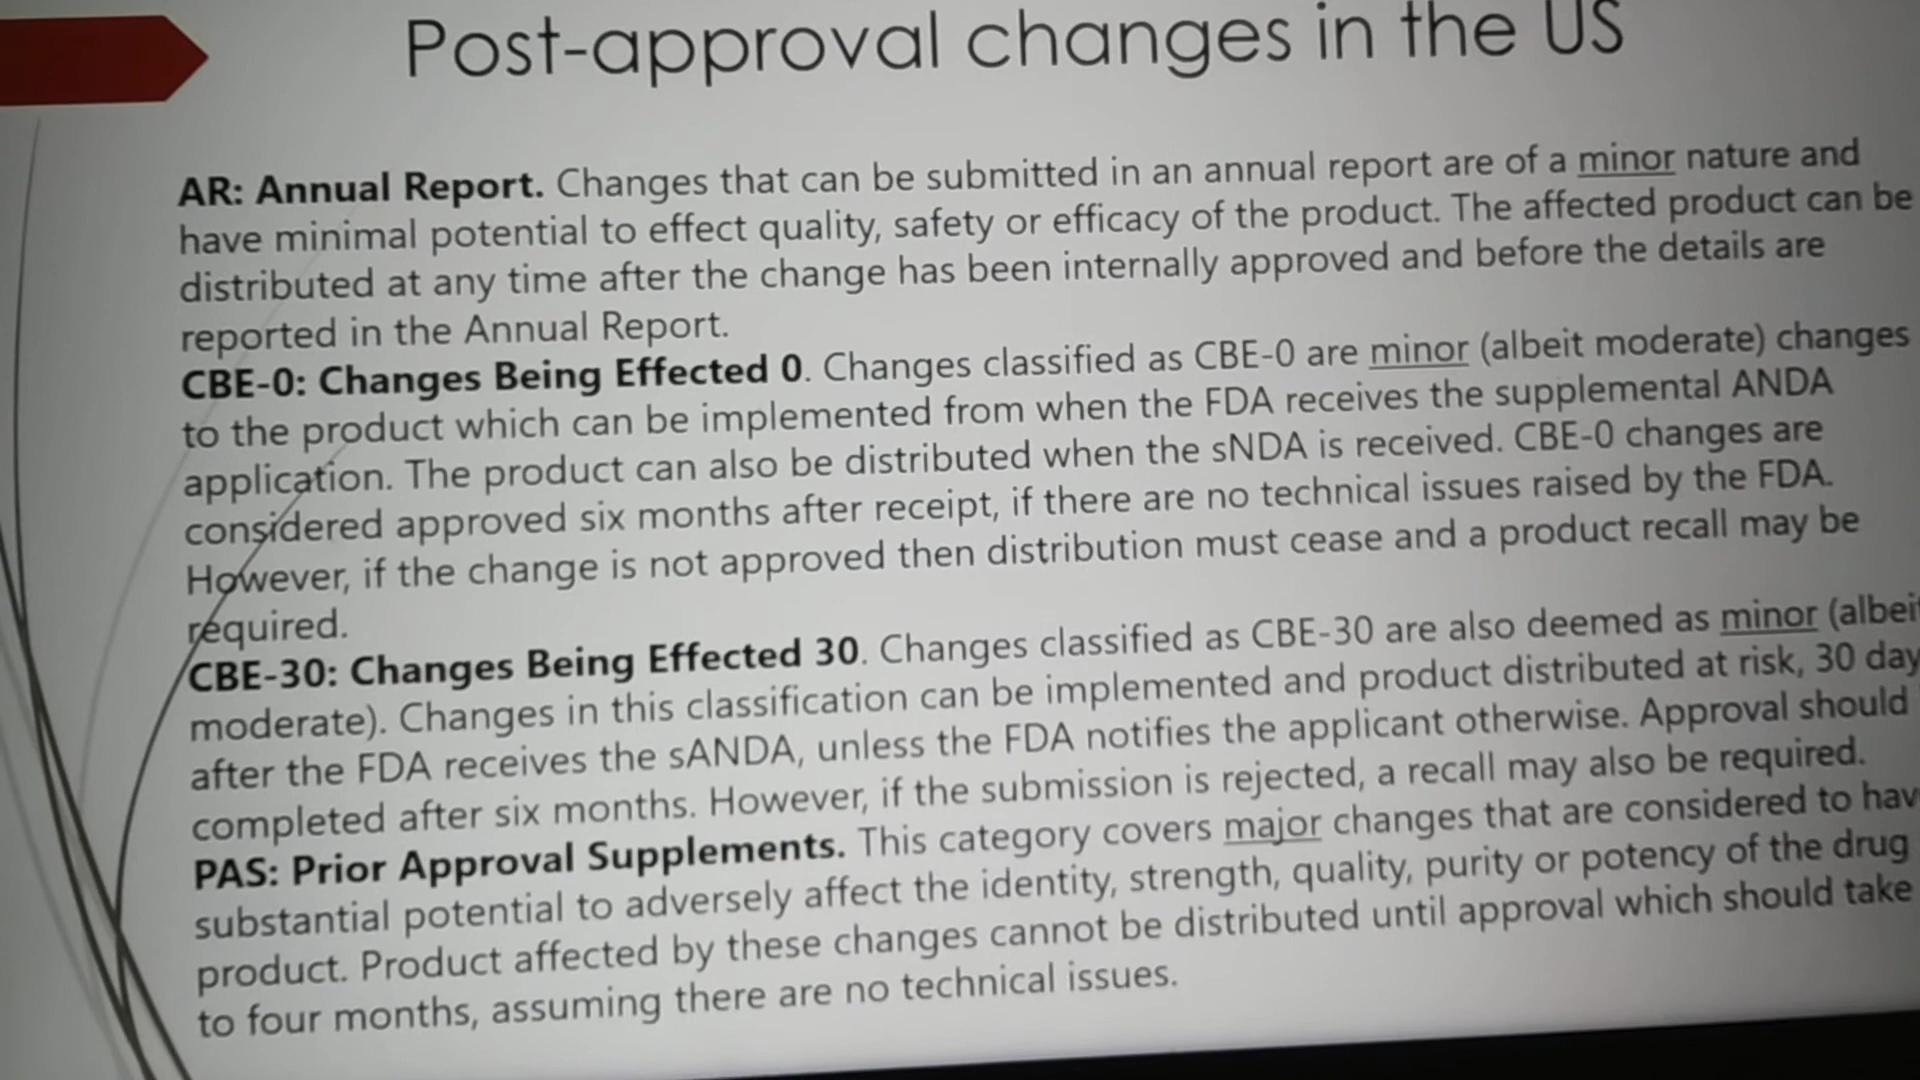 Post-approval changes in the US
AR: Annual Report. Changes that can be submitted in an annual report are of a minor nature and
have minimal potential to effect quality, safety or efficacy of the product. The affected product can be
distributed at any time after the change has been internally approved and before the details are
reported in the Annual Report.
CBE-0: Changes Being Effected 0. Changes classified as CBE-0 are minor (albeit moderate) changes
to the product which can be implemented from when the FDA receives the supplemental ANDA
application. The product can also be distributed when the sNDA is received. CBE-0 changes are
considered approved six months after receipt, if there are no technical issues raised by the FDA.
However, if the change is not approved then distribution must cease and a product recall may be
required.
CBE-30: Changes Being Effected 30. Changes classified as CBE-30 are also deemed as minor (albeit
moderate). Changes in this classification can be implemented and product distributed at risk, 30 day
after the FDA receives the sANDA, unless the FDA notifies the applicant otherwise. Approval should
completed after six months. However, if the submission is rejected, a recall may also be required.
PAS: Prior Approval Supplements. This category covers major changes that are considered to hav
substantial potential to adversely affect the identity, strength, quality, purity or potency of the drug
product. Product affected by these changes cannot be distributed until approval which should take
to four months, assuming there are no technical issues.